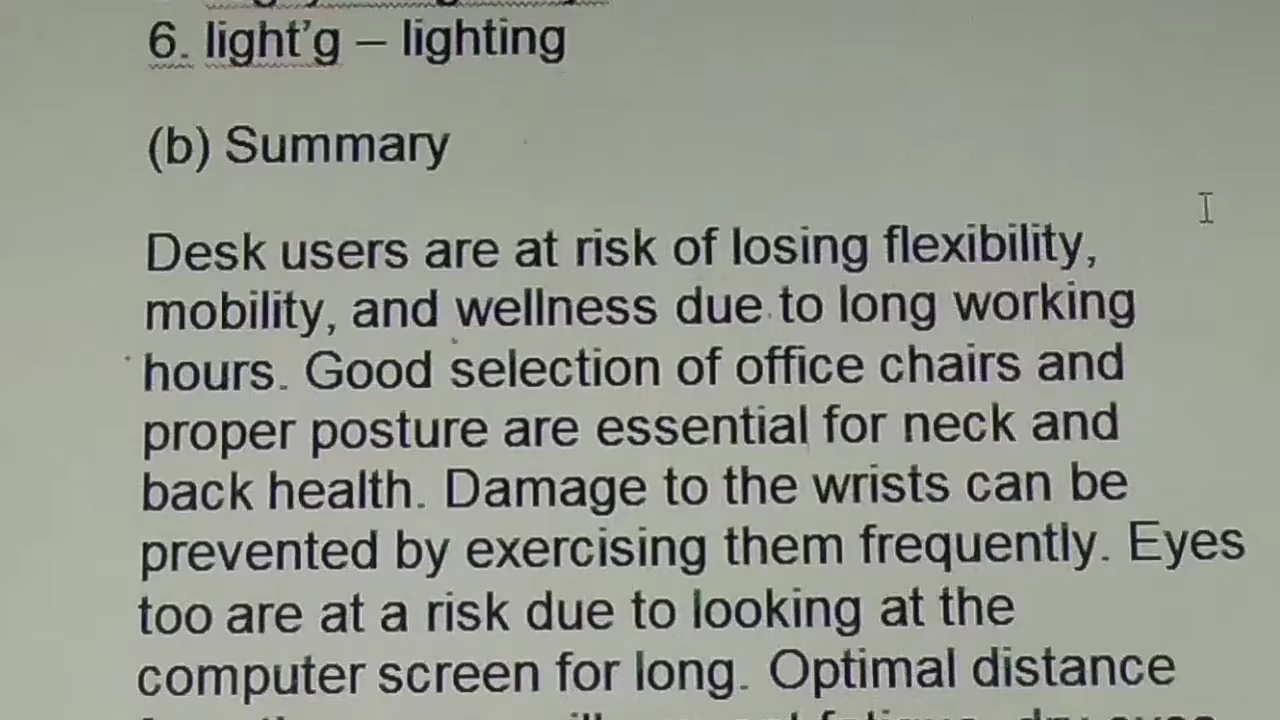 6. light’g – lighting
(b) Summary
Desk users are at risk of losing flexibility,
mobility, and wellness due to long working
hours. Good selection of office chairs and
proper posture are essential for neck and
back health. Damage to the wrists can be
prevented by exercising them frequently. Eyes
too are at a risk due to looking at the
computer screen for long. Optimal distance